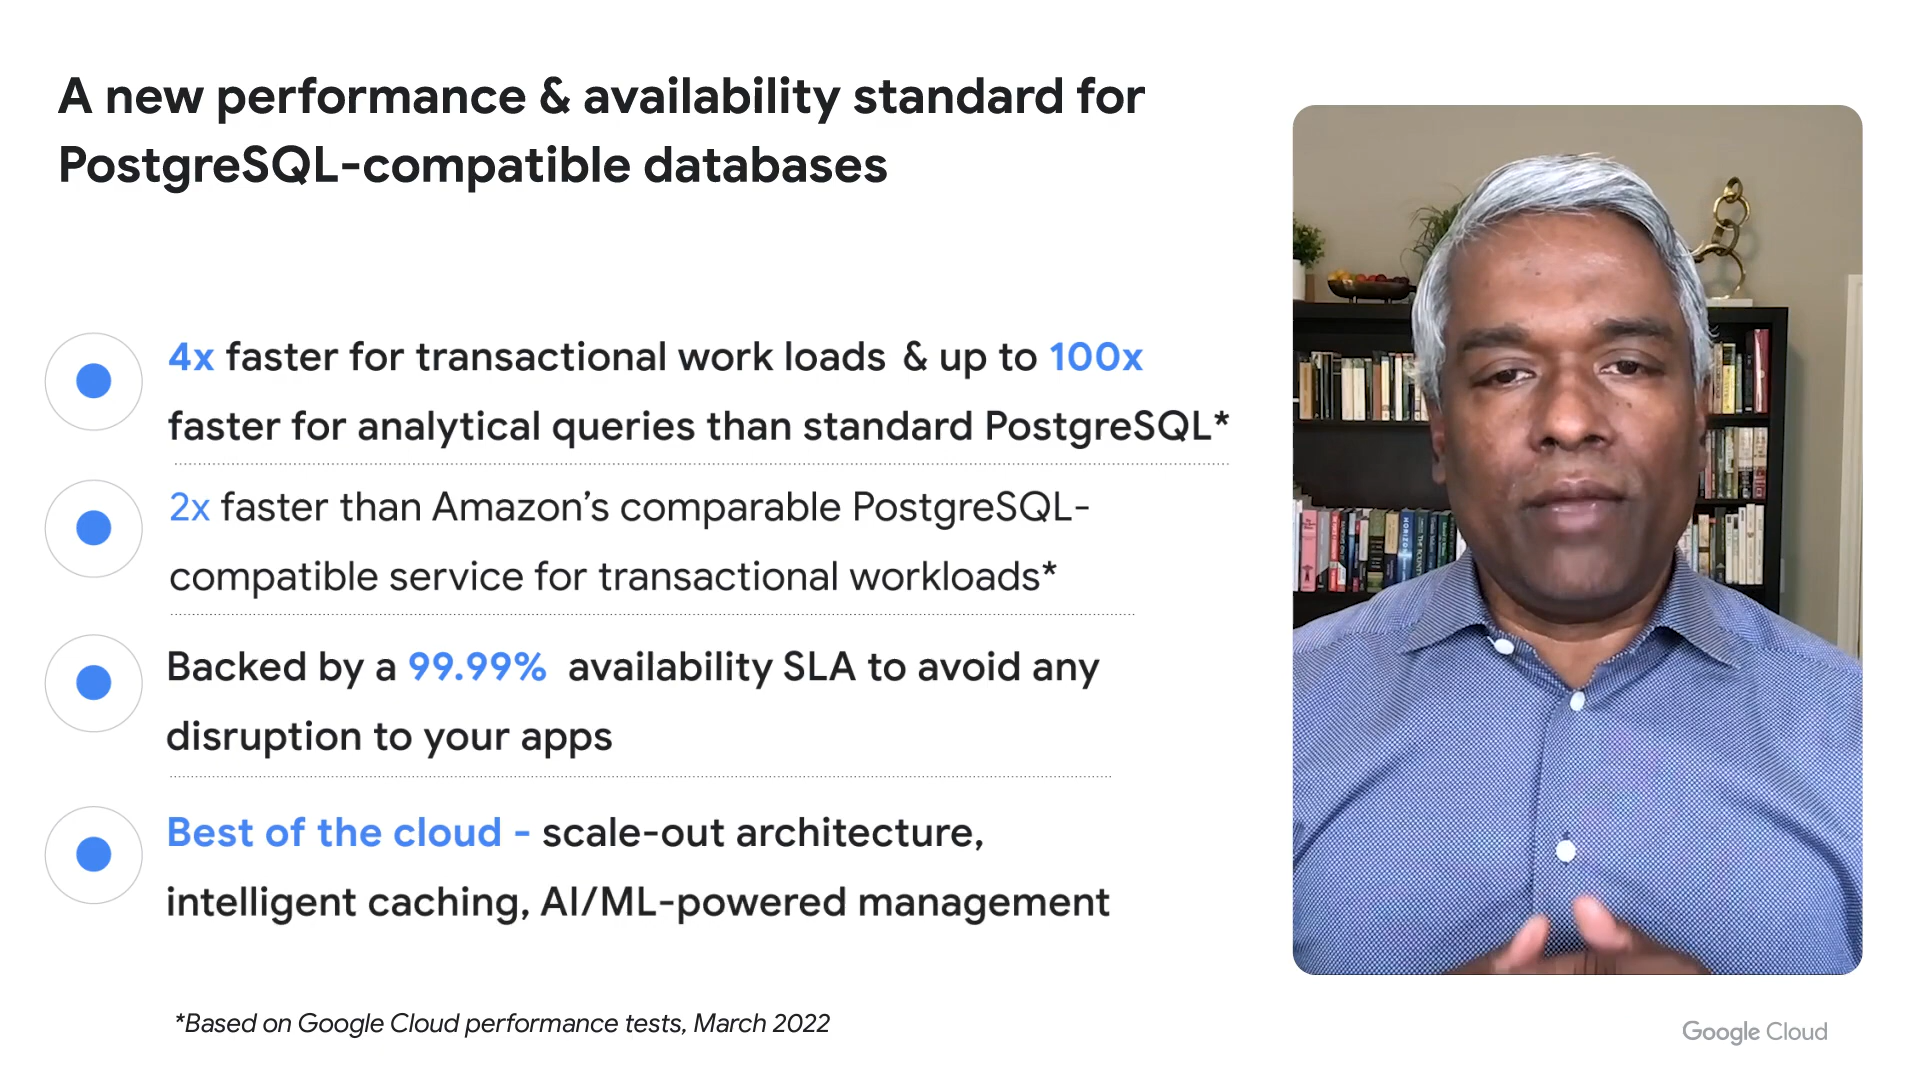 A new performance & availability standard for
PostgreSQL-compatible databases
4x faster for transactional work loads & up to 100x
faster for analytical queries than standard PostgreSQL*
2x faster than Amazon’s comparable PostgreSQL-
compatible service for transactional workloads*
Backed by a 99.99% availability SLA to avoid any
disruption to your apps
Best of the cloud - scale-out architecture,
intelligent caching, AI/ML-powered management
*Based on Google Cloud performance tests, March 2022
Google Cloud
HORIZON